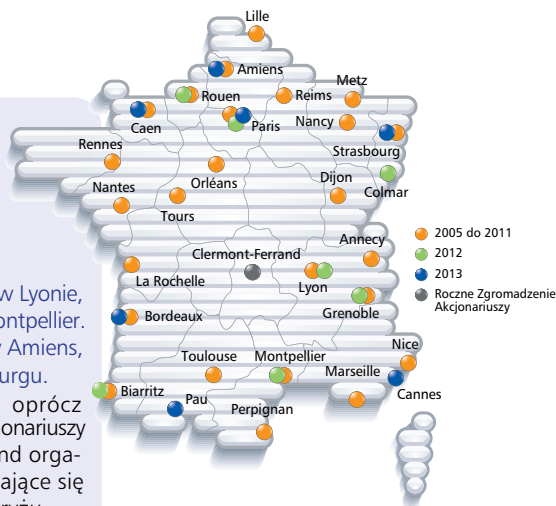 Lille
Amiens
Metz
Rouen
Reims
Caen
Paris
Nancy
Rennes
Strasbourg
Nantes
Orléans
Dijon
Colmar
Tours
2005 do 2011
2012
2013
Roczne Zgromadzenie
Akcjonariuszy
Clermont-Ferrand
Annecy
La Rochelle
Lyon
Grenoble
Bordeaux
Toulouse
Montpellier
Marseille
Nice
Cannes
Biarritz
Pau
Perpignan
w Lyonie,
ontpellier.
Amiens,
urgu.
oprócz
onariuszy
nd orga-
ające się